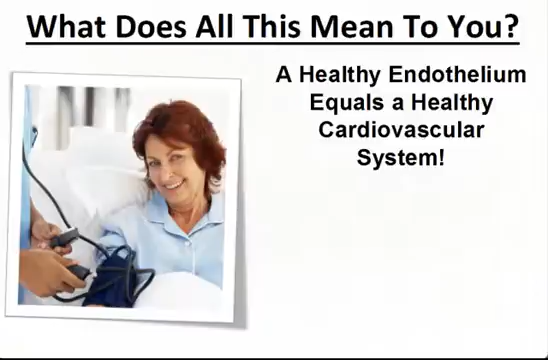 What Does All This Mean To You?
A Healthy Endothelium
Equals a Healthy
Cardiovascular
System!